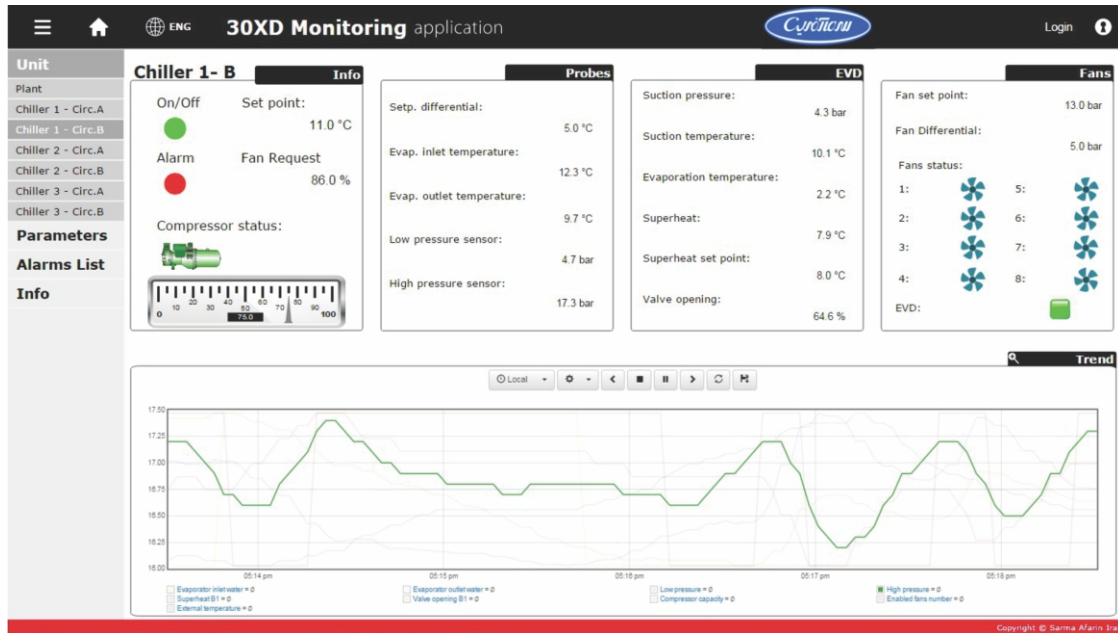 ENG
30XD Monitoring application
Login
Unit
Plant
Chiller 1 - Circ.A
Chiller 1 - Circ.B
Chiller 2 - Circ.A
Chiller 2 - Circ.B
Chiller 3 - Circ.A
Chiller 3 - Circ.B
Parameters
Alarms List
Info
Chiller 1- B
Info
On/Off
Set point:
11.0 °C
Alarm
Fan Request
86.0 %
Compressor status:
0 10 20 30 40 50 60 70 80 90 100
75.0
Probes
Setp. differential:
5.0 °C
Evap. inlet temperature:
12.3 °C
Evap. outlet temperature:
9.7 °C
Low pressure sensor:
4.7 bar
High pressure sensor:
17.3 bar
EVD
Suction pressure:
4.3 bar
Suction temperature:
10.1 °C
Evaporation temperature:
2.2 °C
Superheat:
7.9 °C
Superheat set point:
8.0 °C
Valve opening:
64.6 %
Fans
Fan set point:
13.0 bar
Fan Differential:
5.0 bar
Fans status:
1: 5:
2: 6:
3: 7:
4: 8:
EVD:
Trend
Local
17.50
17.25
17.00
16.75
16.50
16.25
16.00
05:14 pm 05:15 pm 05:16 pm 05:17 pm 05:18 pm
Evaporator inlet water = Ø
Evaporator outlet water = Ø
Low pressure = Ø
High pressure = Ø
Superheat B1 = Ø
Valve opening B1 = Ø
Compressor capacity = Ø
Enabled fans number = Ø
External temperature = Ø
Copyright © Sarma Afarin Ira